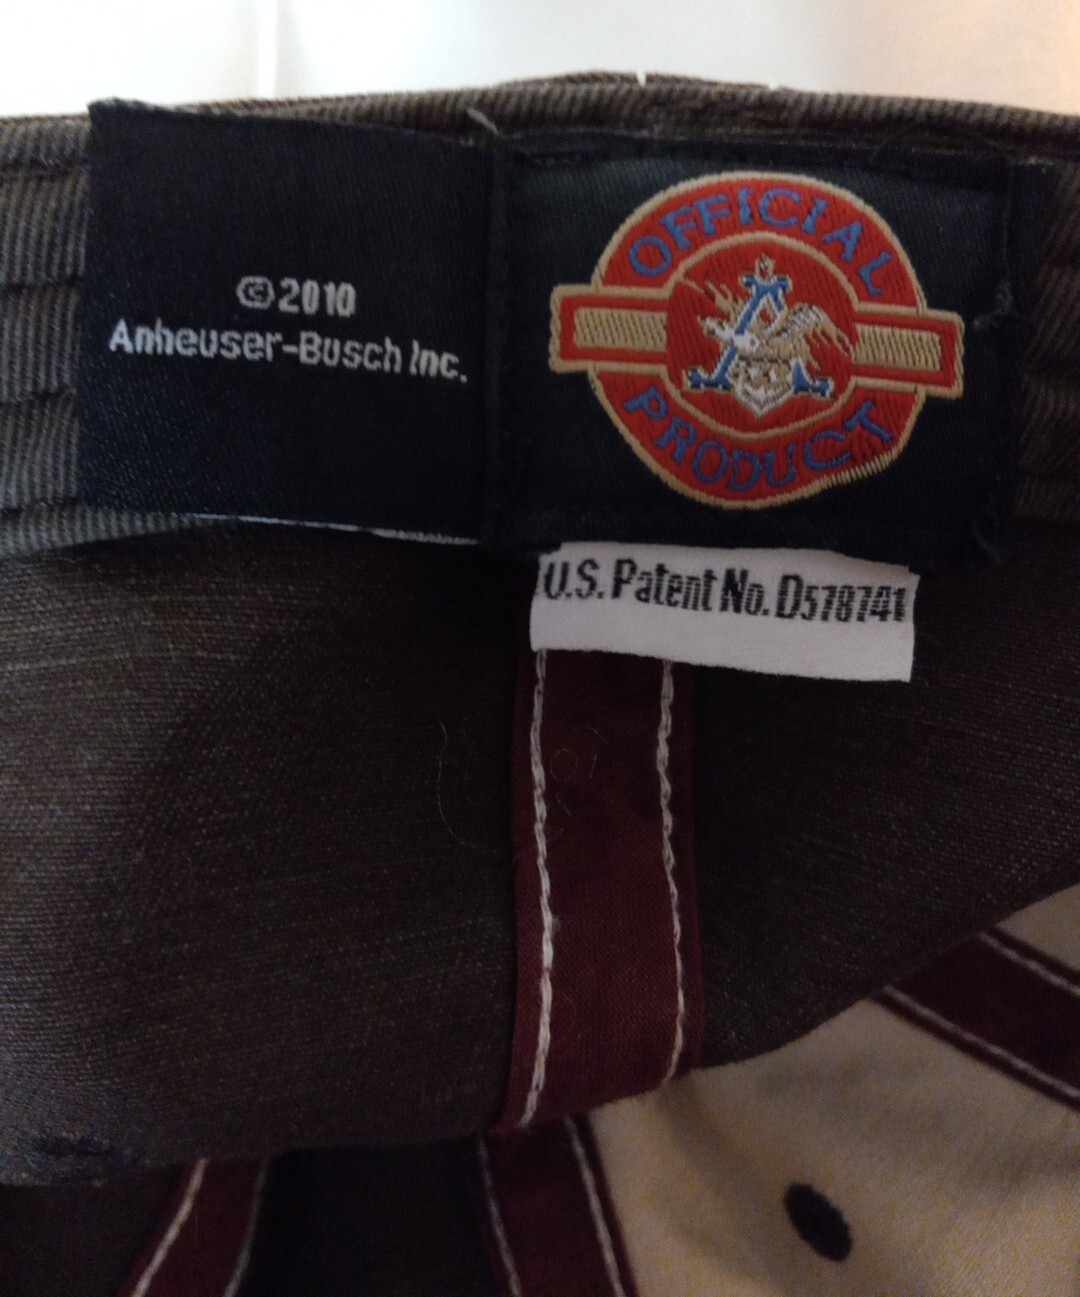 ©2010
Anheuser-Busch Inc.
OFFICIAL
PRODUCT
U.S. Patent No. D578741